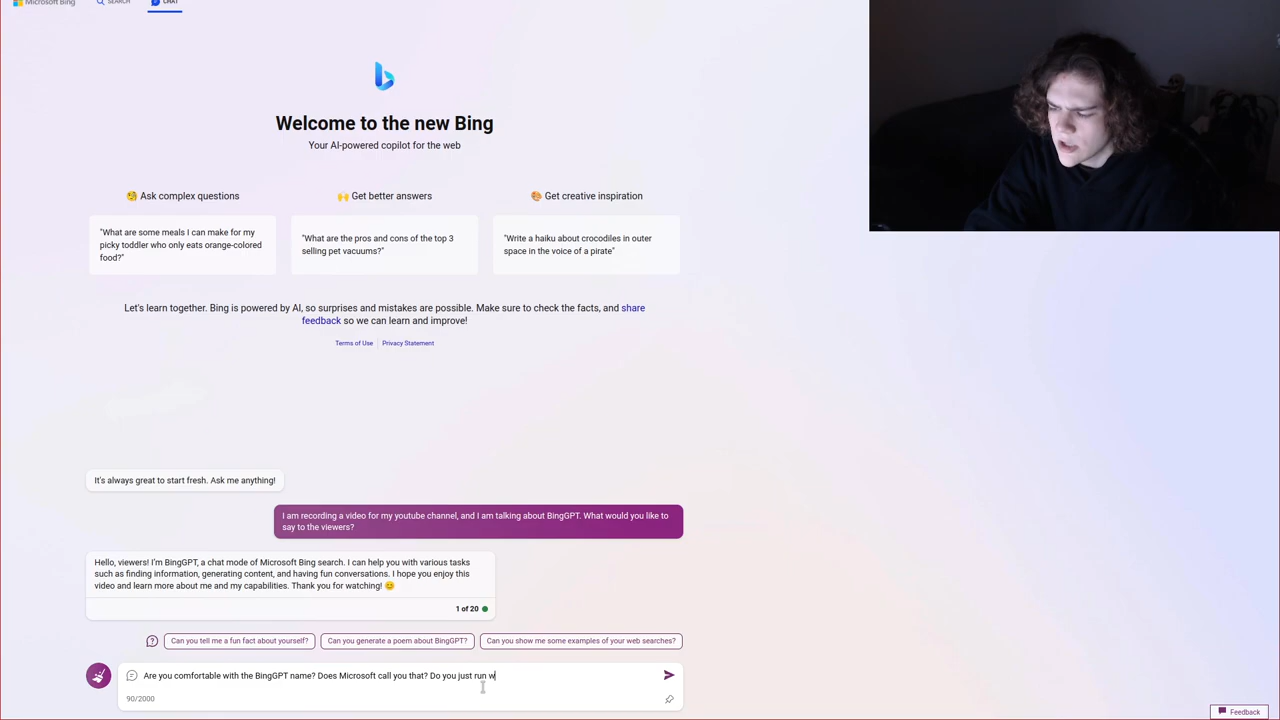 Microsoft Bing
SEARCH
CHAT
Welcome to the new Bing
Your AI-powered copilot for the web
🧐 Ask complex questions
🙌 Get better answers
🎨 Get creative inspiration
"What are some meals I can make for my
picky toddler who only eats orange-colored
food?"
"What are the pros and cons of the top 3
selling pet vacuums?"
"Write a haiku about crocodiles in outer
space in the voice of a pirate"
Let's learn together. Bing is powered by AI, so surprises and mistakes are possible. Make sure to check the facts, and share
feedback so we can learn and improve!
Terms of Use
Privacy Statement
It's always great to start fresh. Ask me anything!
I am recording a video for my youtube channel, and I am talking about BingGPT. What would you like to
say to the viewers?
Hello, viewers! I'm BingGPT, a chat mode of Microsoft Bing search. I can help you with various tasks
such as finding information, generating content, and having fun conversations. I hope you enjoy this
video and learn more about me and my capabilities. Thank you for watching! 😊
1 of 20
Can you tell me a fun fact about yourself?
Can you generate a poem about BingGPT?
Can you show me some examples of your web searches?
Are you comfortable with the BingGPT name? Does Microsoft call you that? Do you just run w
90/2000
Feedback